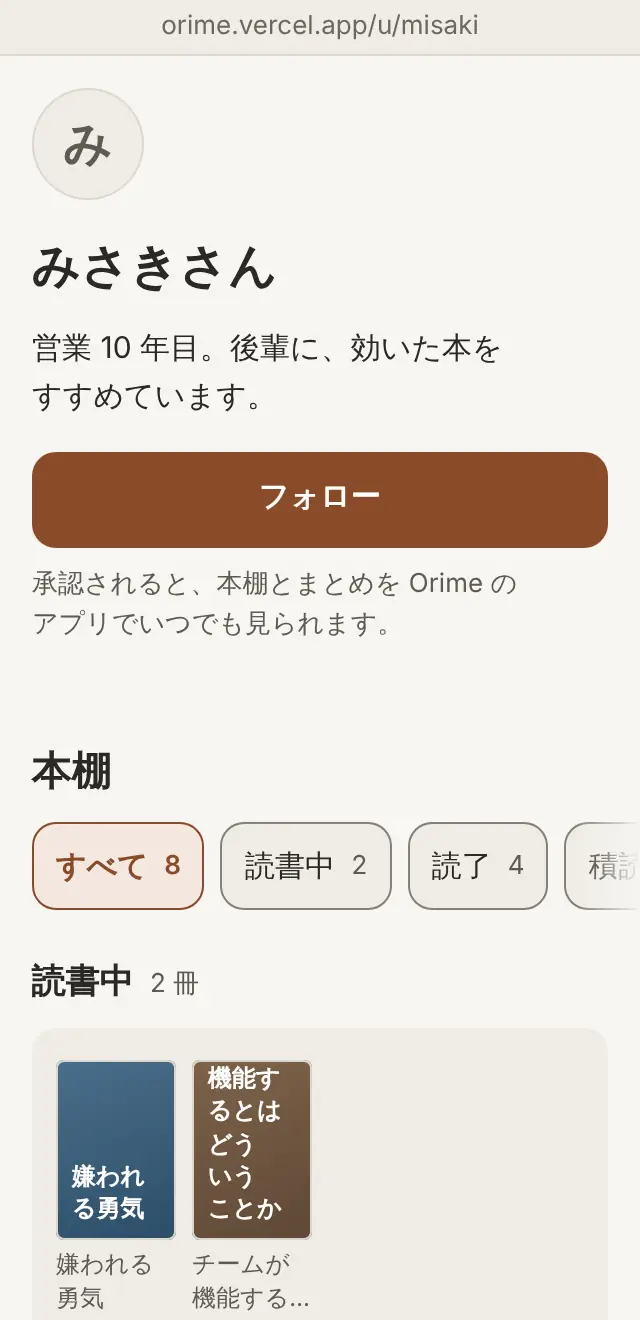 orime.vercel.app/u/misaki
み
みさきさん
営業 10 年目。後輩に、効いた本を
すすめています。
フォロー
承認されると、本棚とまとめを Orime の
アプリでいつでも見られます。
本棚
すべて 8
読書中 2
読了 4
積読
読書中 2 冊
嫌われ
る勇気
機能す
るとは
どう
いう
ことか
嫌われる
勇気
チームが
機能する...